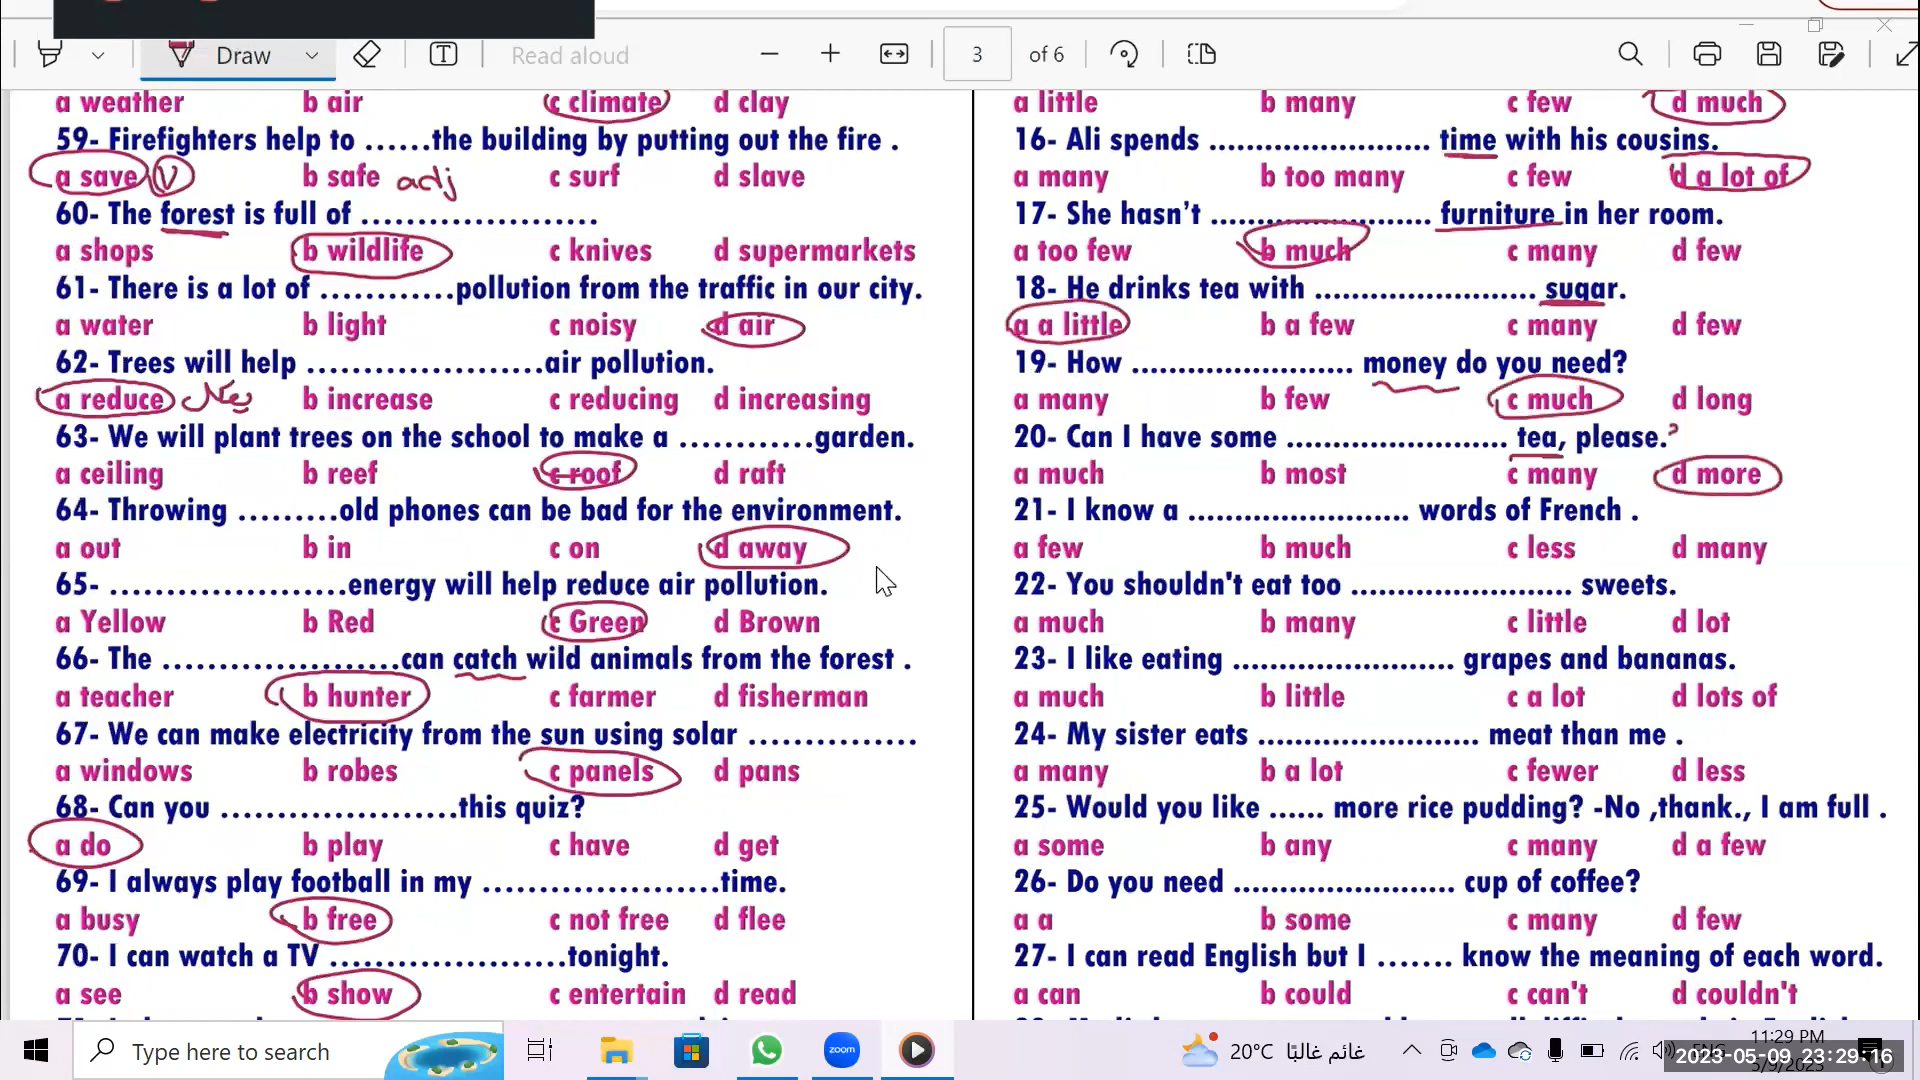 Draw
Read aloud
3 of 6
a weather b air c climate d clay
59- Firefighters help to ......the building by putting out the fire .
a save v b safe adj c surf d slave
60- The forest is full of .....................
a shops b wildlife c knives d supermarkets
61- There is a lot of ............pollution from the traffic in our city.
a water b light c noisy d air
62- Trees will help .....................air pollution.
a reduce b increase c reducing d increasing
63- We will plant trees on the school to make a ............garden.
a ceiling b reef c roof d raft
64- Throwing .........old phones can be bad for the environment.
a out b in c on d away
65- .....................energy will help reduce air pollution.
a Yellow b Red c Green d Brown
66- The .....................can catch wild animals from the forest .
a teacher b hunter c farmer d fisherman
67- We can make electricity from the sun using solar ...............
a windows b robes c panels d pans
68- Can you .....................this quiz?
a do b play c have d get
69- I always play football in my .....................time.
a busy b free c not free d flee
70- I can watch a TV .....................tonight.
a see b show c entertain d read
a little b many c few d much
16- Ali spends .......................... time with his cousins.
a many b too many c few d a lot of
17- She hasn't .......................... furniture in her room.
a too few b much c many d few
18- He drinks tea with .......................... sugar.
a a little b a few c many d few
19- How .......................... money do you need?
a many b few c much d long
20- Can I have some .......................... tea, please.?
a much b most c many d more
21- I know a .......................... words of French .
a few b much c less d many
22- You shouldn't eat too .......................... sweets.
a much b many c little d lot
23- I like eating .......................... grapes and bananas.
a much b little c a lot d lots of
24- My sister eats .......................... meat than me .
a many b a lot c fewer d less
25- Would you like ...... more rice pudding? -No ,thank., I am full .
a some b any c many d a few
26- Do you need .......................... cup of coffee?
a a b some c many d few
27- I can read English but I ....... know the meaning of each word.
a can b could c can't d couldn't
Type here to search
zoom
20°C غائم غالبًا
11:29 PM
2023-05-09 23:29:16